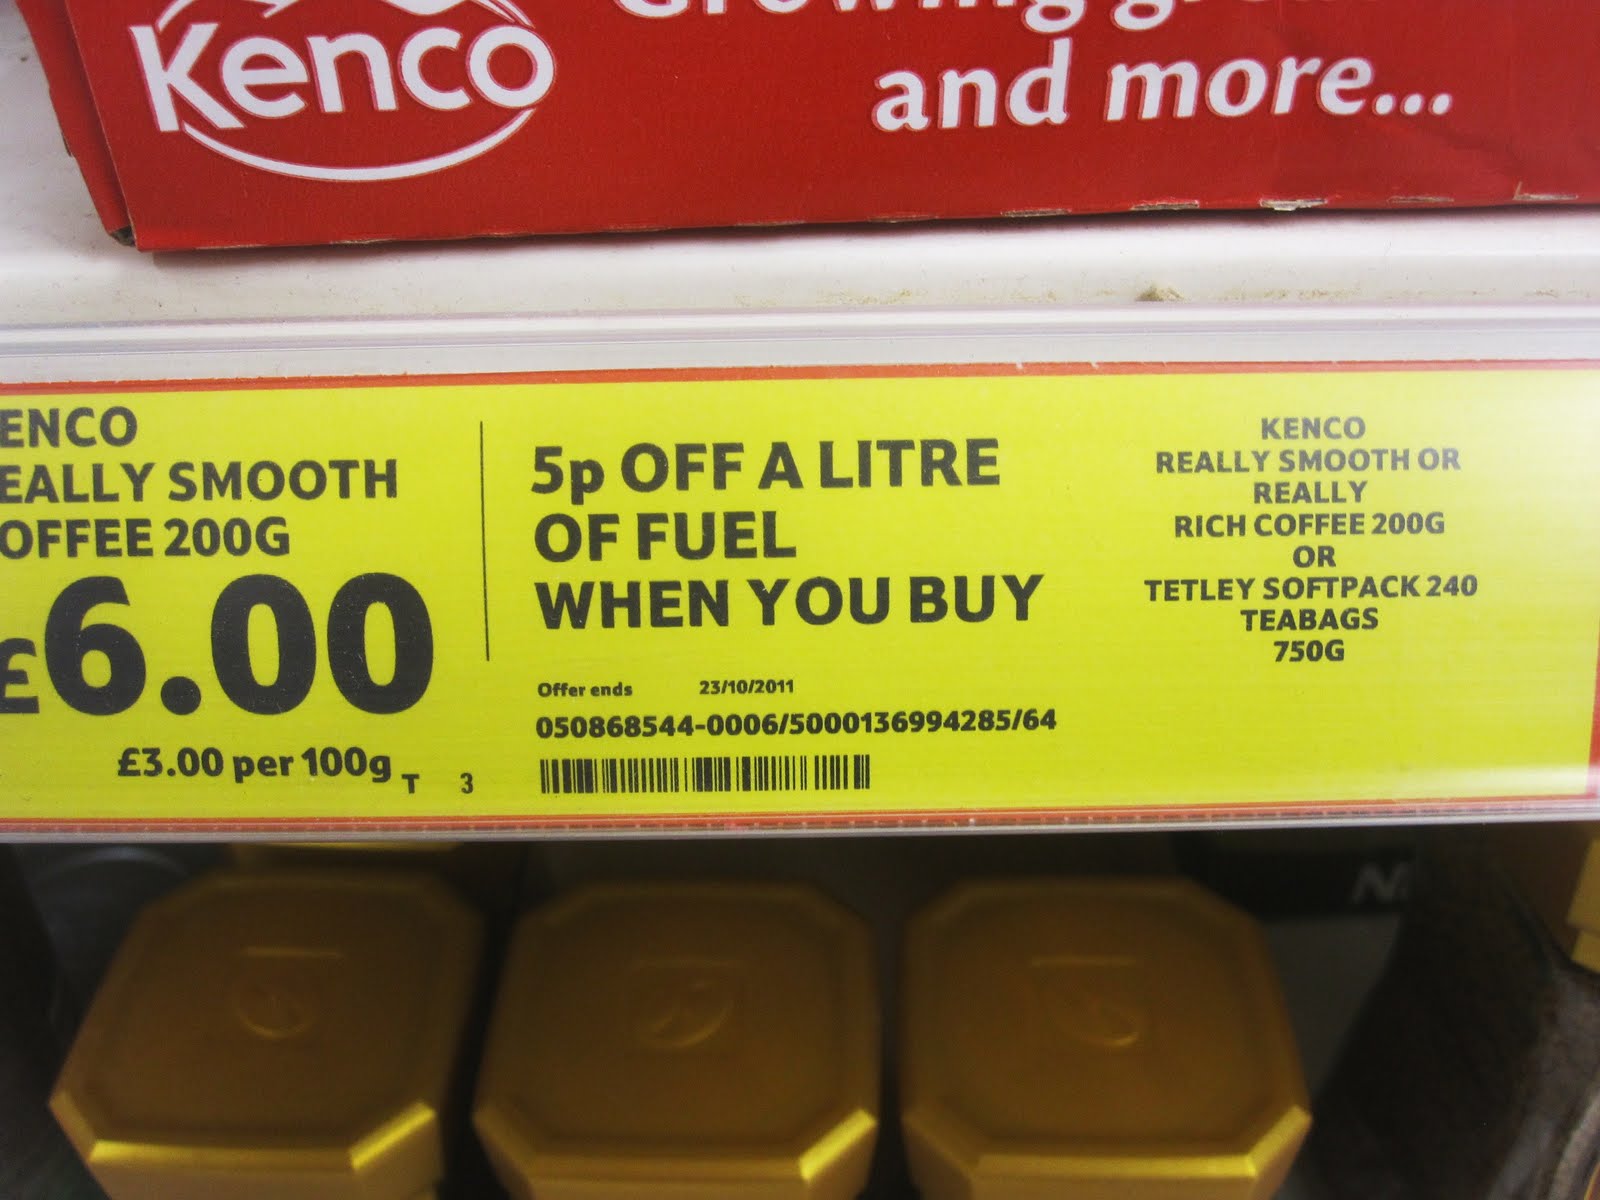 Kenco
and more...
ENCO
EALLY SMOOTH
OFFEE 200G
£6.00
£3.00 per 100g T 3
5p OFF A LITRE
OF FUEL
WHEN YOU BUY
Offer ends 23/10/2011
050868544-0006/5000136994285/64
KENCO
REALLY SMOOTH OR
REALLY
RICH COFFEE 200G
OR
TETLEY SOFTPACK 240
TEABAGS
750G